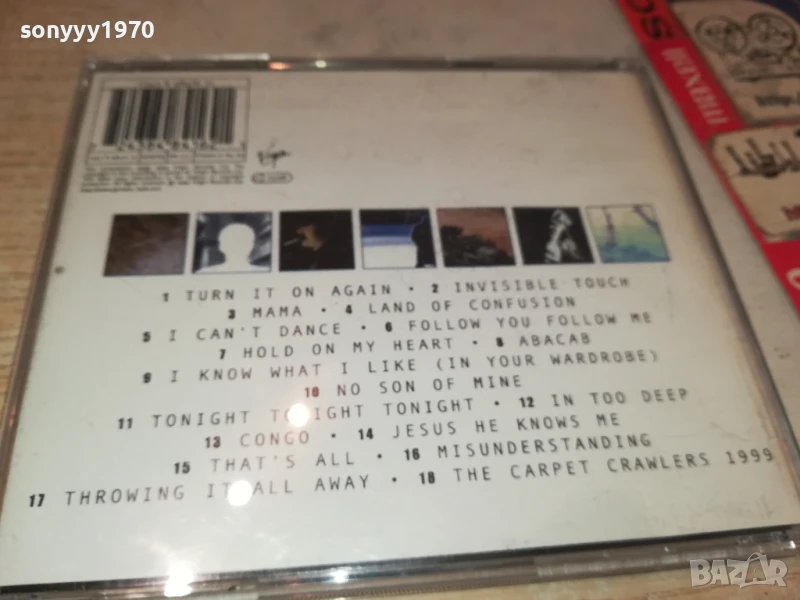 sonyyy1970
maxell
Virgin
1 TURN IT ON AGAIN • 2 INVISIBLE TOUCH
3 MAMA • 4 LAND OF CONFUSION
5 I CAN'T DANCE • 6 FOLLOW YOU FOLLOW ME
7 HOLD ON MY HEART • 8 ABACAB
9 I KNOW WHAT I LIKE (IN YOUR WARDROBE)
10 NO SON OF MINE
11 TONIGHT TONIGHT TONIGHT • 12 IN TOO DEEP
13 CONGO • 14 JESUS HE KNOWS ME
15 THAT'S ALL • 16 MISUNDERSTANDING
17 THROWING IT ALL AWAY • 18 THE CARPET CRAWLERS 1999
BAZAR